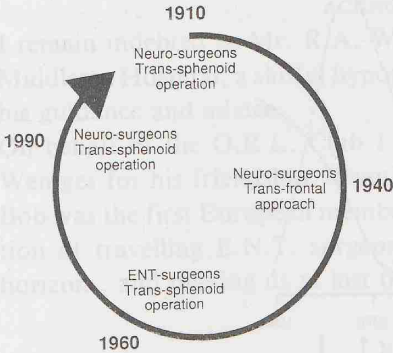 1910
Neuro-surgeons
Trans-sphenoid
operation
1940
Neuro-surgeons
Trans-frontal
approach
1960
ENT-surgeons
Trans-sphenoid
operation
1990
Neuro-surgeons
Trans-sphenoid
operation